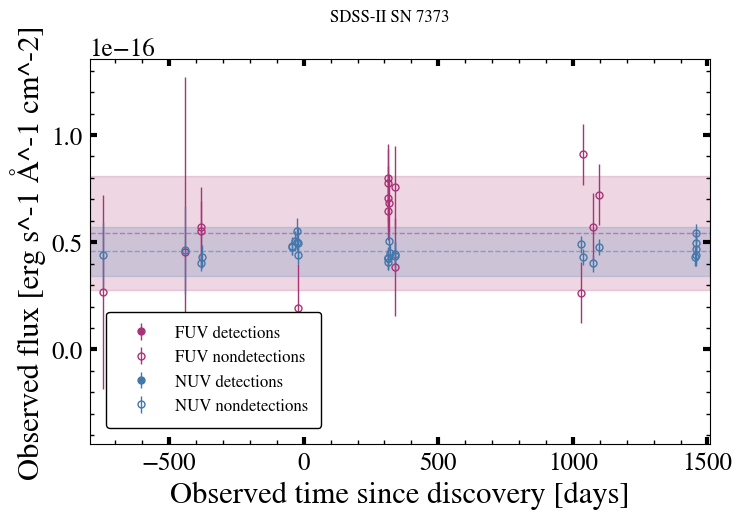 SDSS-II SN 7373
1e−16
Observed flux [erg s^-1 Å^-1 cm^-2]
1.0
0.5
0.0
FUV detections
FUV nondetections
NUV detections
NUV nondetections
−500 0 500 1000 1500
Observed time since discovery [days]